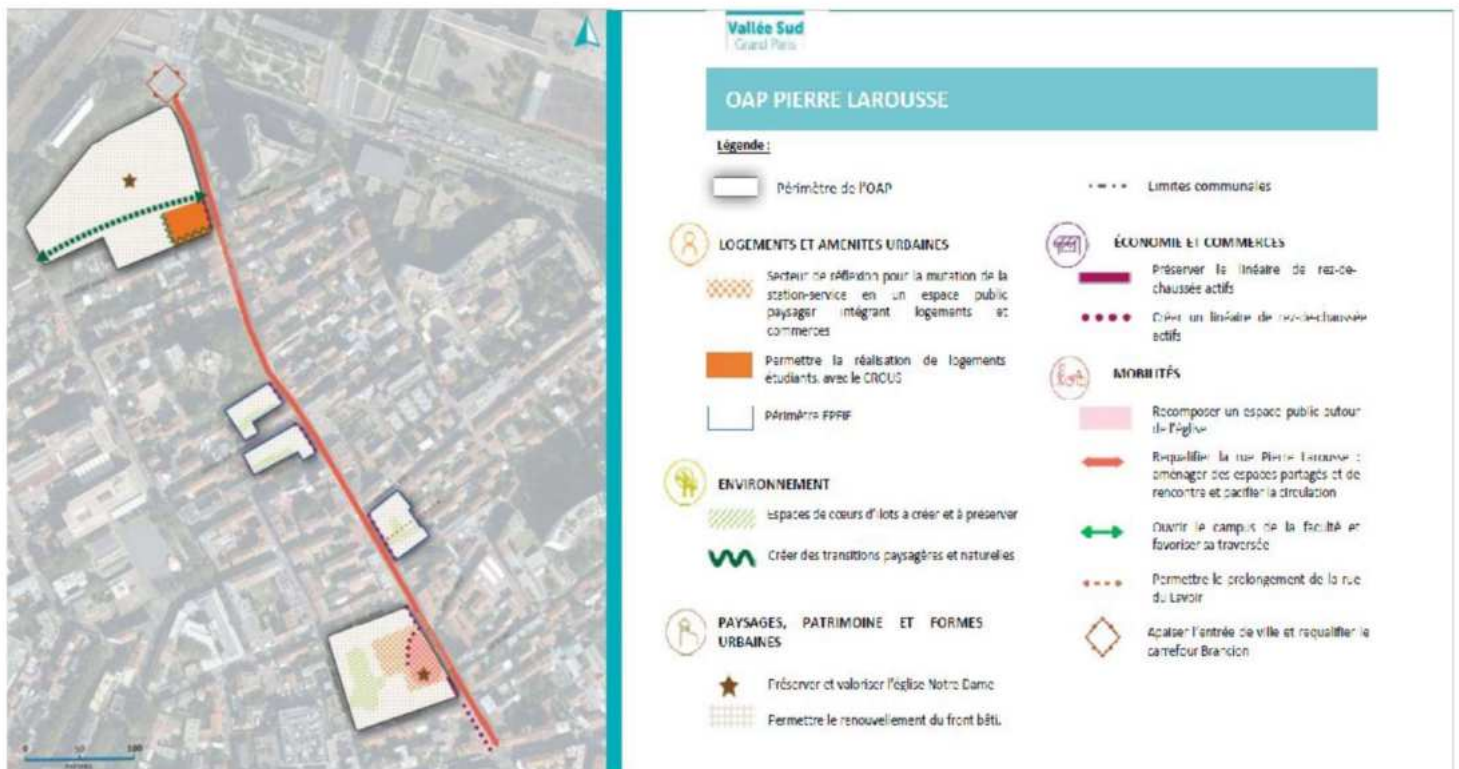 Vallée Sud
Grand Paris
OAP PIERRE LAROUSSE
Légende :
Périmètre de l'OAP
LOGEMENTS ET AMENITES URBAINES
Secteur de réflexion pour la mutation de la
station-service en un espace public
paysager intégrant logements et
commerces
Permettre la réalisation de logements
étudiants, avec le CROUS
Périmètre EPFIF
ENVIRONNEMENT
Espaces de cœurs d'ilots a créer et à préserver
Créer des transitions paysagères et naturelles
PAYSAGES, PATRIMOINE ET FORMES
URBAINES
Préserver et valoriser l'église Notre Dame
Permettre le renouvellement du front bâti.
Limites communales
ÉCONOMIE ET COMMERCES
Préserver le linéaire de rez-de-
chaussée actifs
Créer un linéaire de rez-de-chaussée
actifs
MOBILITÉS
Recomposer un espace public autour
de l'église
Requalifier la rue Pierre Larousse :
aménager des espaces partagés et de
rencontre et pacifier la circulation
Ouvrir le campus de la faculté et
favoriser sa traversée
Permettre le prolongement de la rue
du Lavoir
Apaiser l'entrée de ville et requalifier le
carrefour Brancion
0 50 100